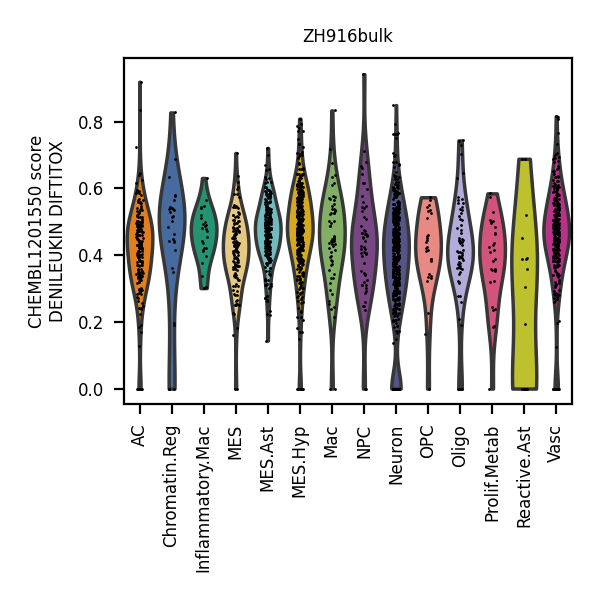 ZH916bulk
CHEMBL1201550 score
DENILEUKIN DIFTITOX
0.8
0.6
0.4
0.2
0.0
AC
Chromatin.Reg
Inflammatory.Mac
MES
MES.Ast
MES.Hyp
Mac
NPC
Neuron
OPC
Oligo
Prolif.Metab
Reactive.Ast
Vasc